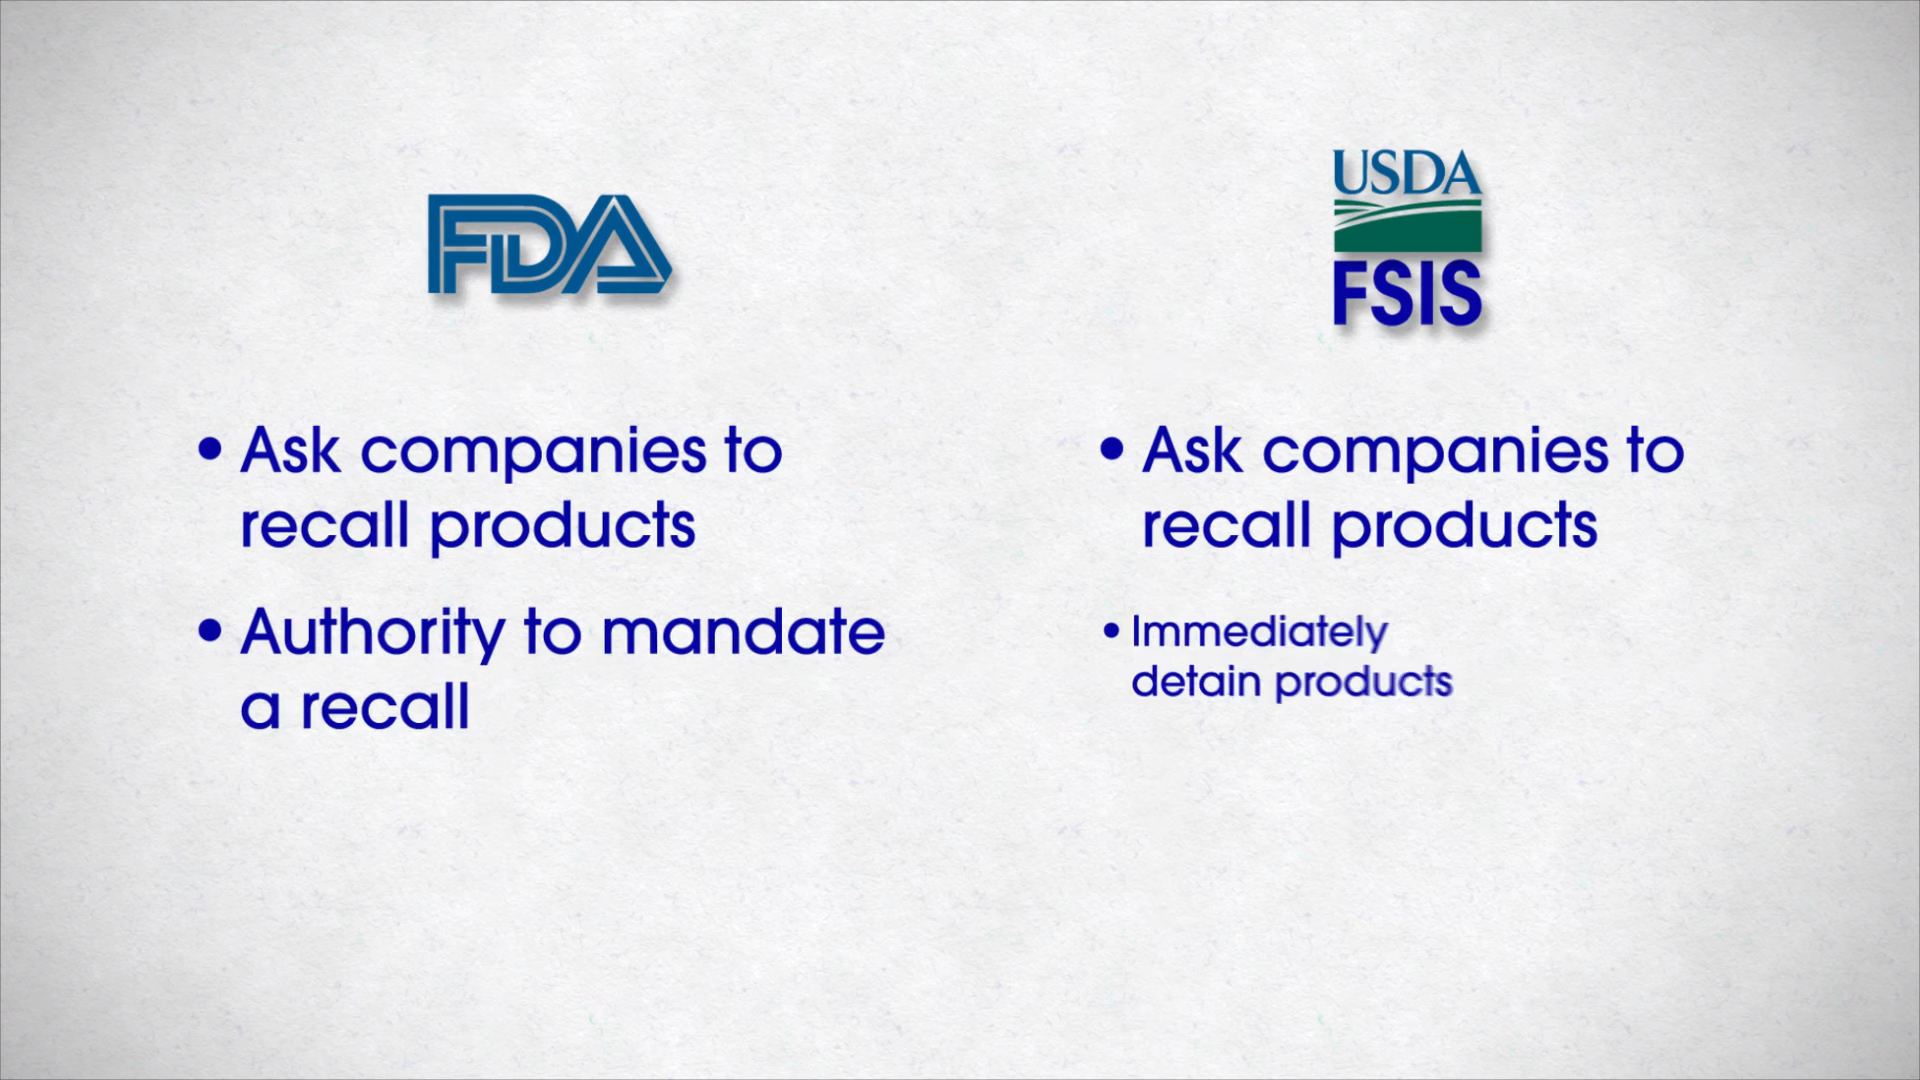 FDA
• Ask companies to
recall products
• Authority to mandate
a recall
USDA
FSIS
• Ask companies to
recall products
• Immediately
detain products